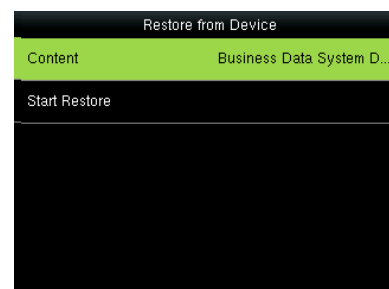 Restore from Device
Content Business Data System D...
Start Restore